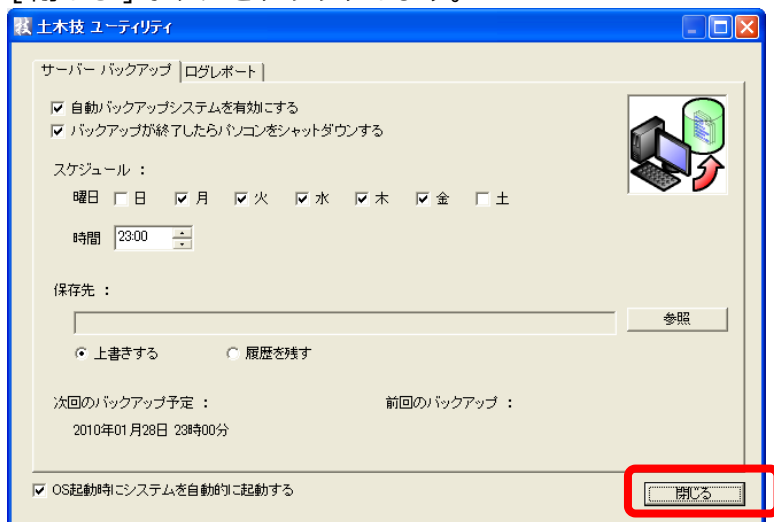 土木技 ユーティリティ
サーバー バックアップ ログレポート
自動バックアップシステムを有効にする
バックアップが終了したらパソコンをシャットダウンする
スケジュール :
曜日 日 月 火 水 木 金 土
時間 23:00
保存先 :
参照
上書きする 履歴を残す
次回のバックアップ予定 : 前回のバックアップ :
2010年01月28日 23時00分
OS起動時にシステムを自動的に起動する 閉じる